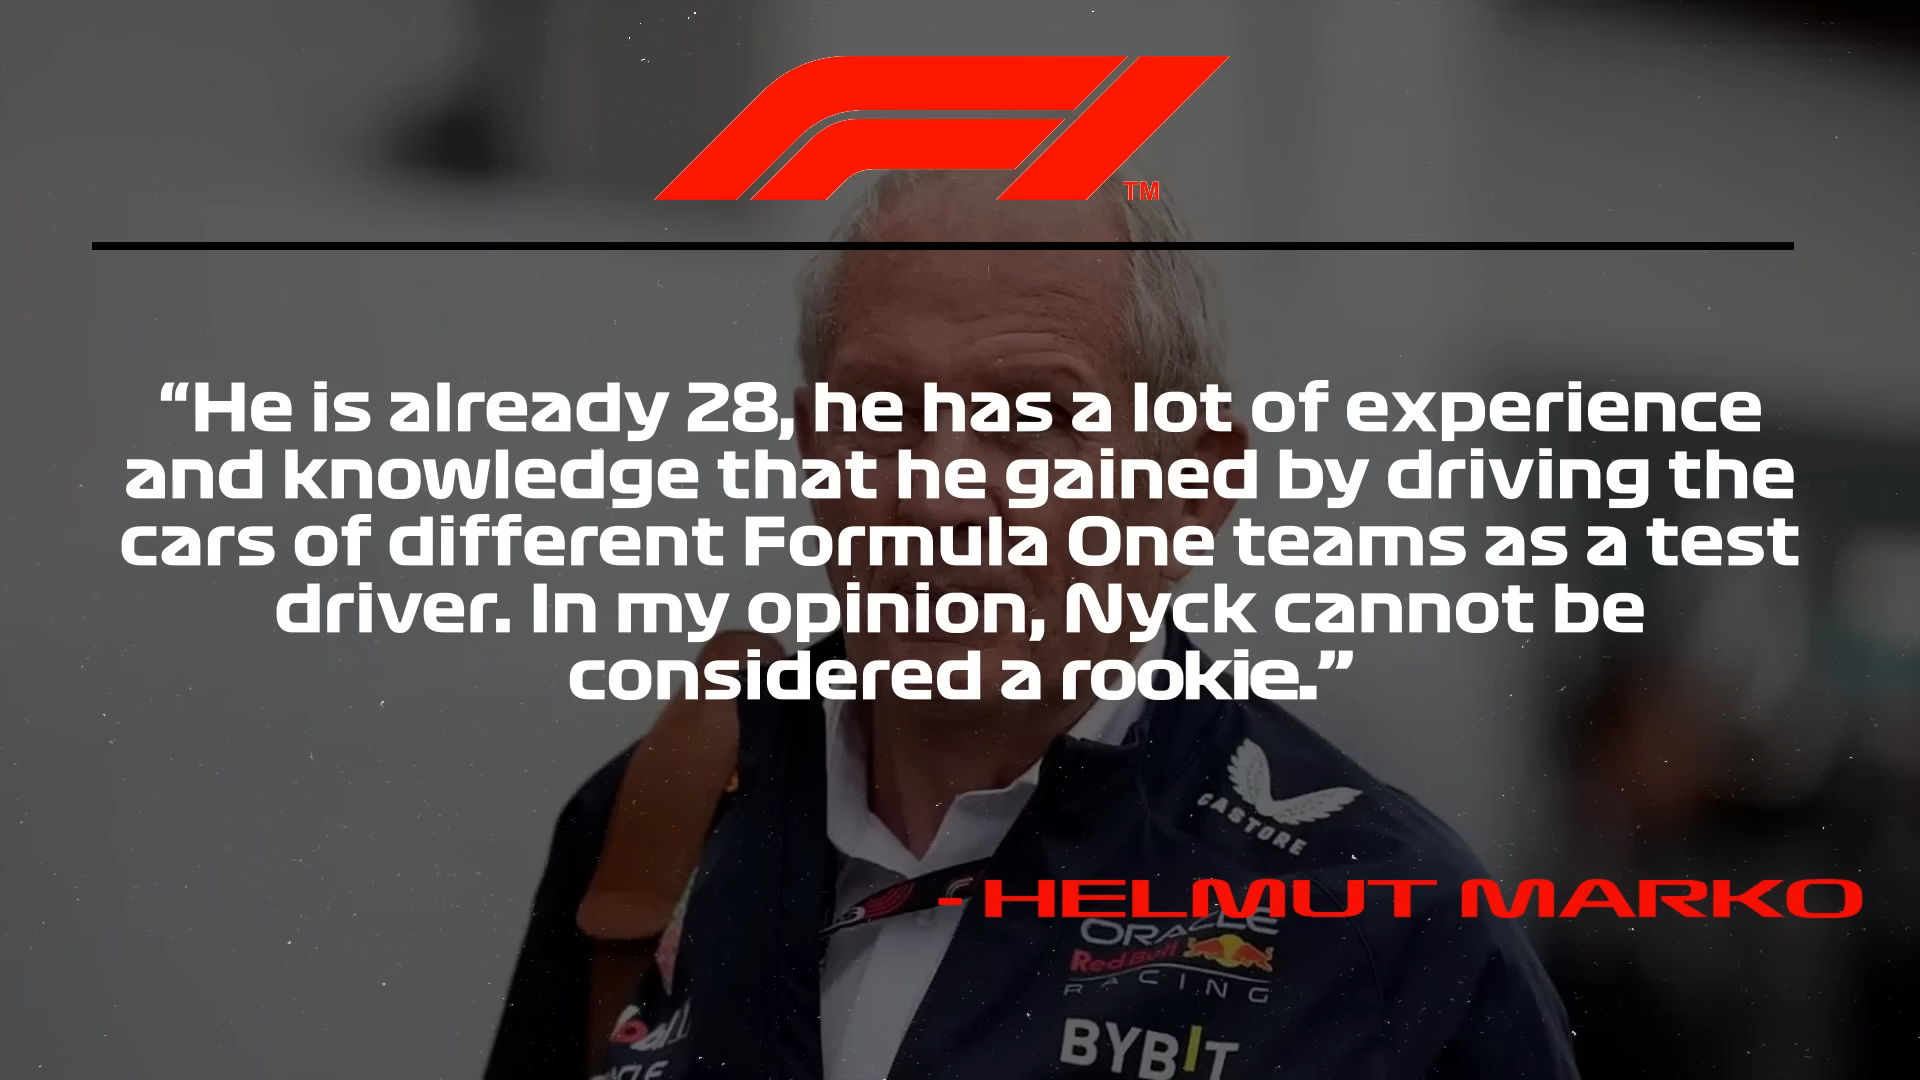 F1
TM
“He is already 28, he has a lot of experience
and knowledge that he gained by driving the
cars of different Formula One teams as a test
driver. In my opinion, Nyck cannot be
considered a rookie.”
CASTORE
- HELMUT MARKO
ORACLE
Red Bull
RACING
BYBIT